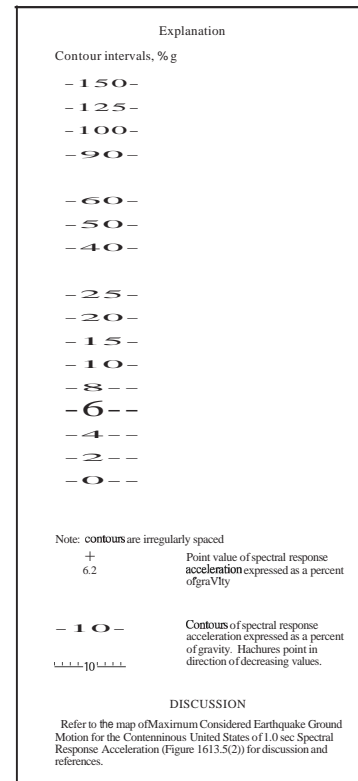 Explanation
Contour intervals, % g
-150-
-125-
-100-
-90-
-60-
-50-
-40-
-25-
-20-
-15-
-10-
-8--
-6--
-4--
-2--
-0--
Note: contours are irregularly spaced
+
6.2
Point value of spectral response
acceleration expressed as a percent
ofgraVlty
-10-
Contours of spectral response
acceleration expressed as a percent
of gravity. Hachures point in
direction of decreasing values.
10
DISCUSSION
Refer to the map ofMaxirnum Considered Earthquake Ground
Motion for the Contenninous United States of 1.0 sec Spectral
Response Acceleration (Figure 1613.5(2)) for discussion and
references.